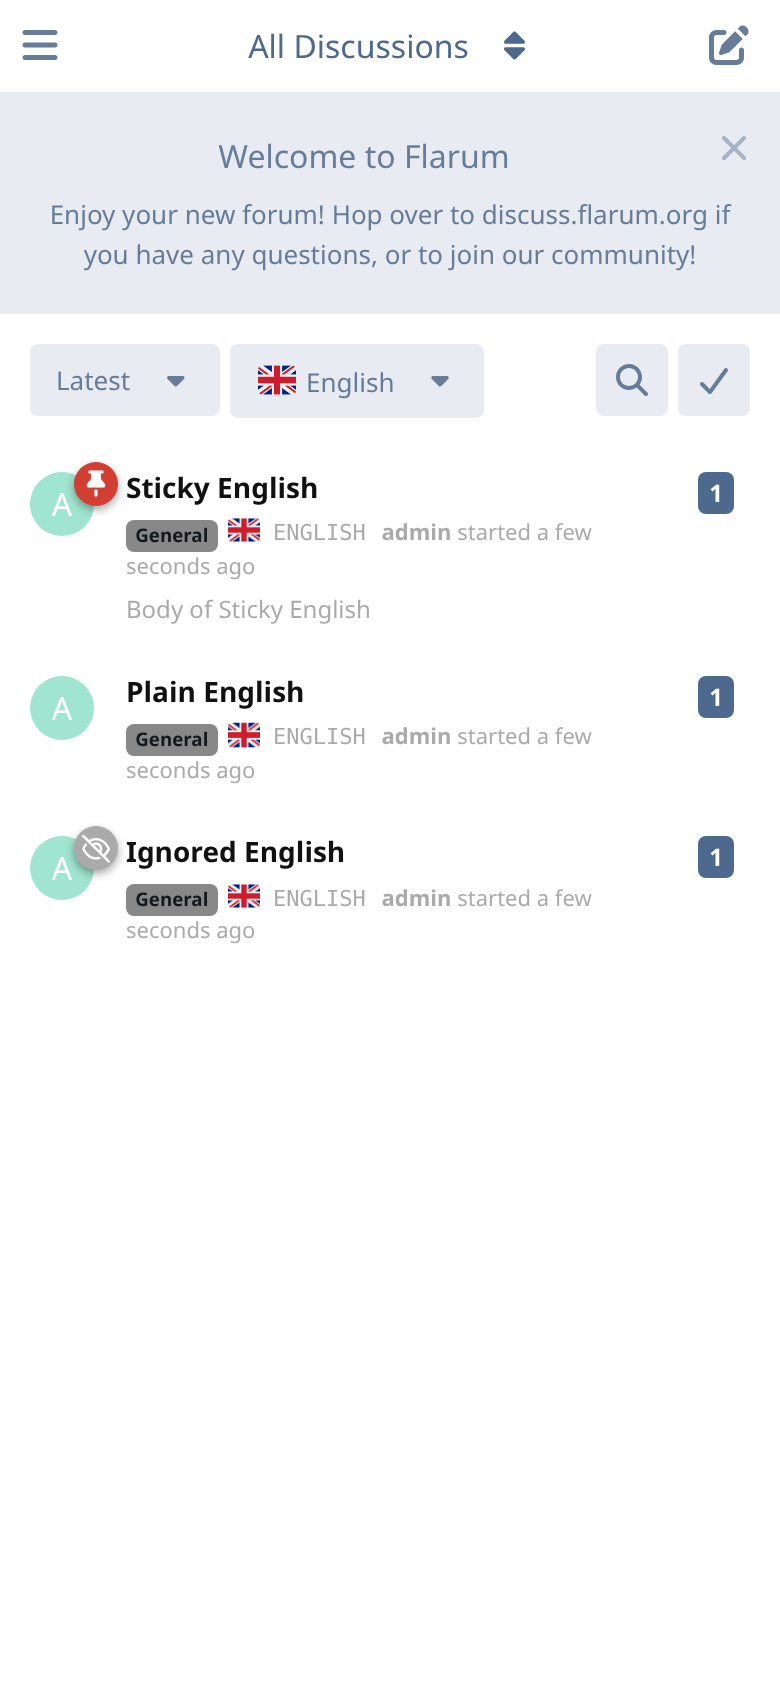 All Discussions
Welcome to Flarum
Enjoy your new forum! Hop over to discuss.flarum.org if
you have any questions, or to join our community!
Latest
English
A
Sticky English
1
General ENGLISH admin started a few
seconds ago
Body of Sticky English
A
Plain English
1
General ENGLISH admin started a few
seconds ago
A
Ignored English
1
General ENGLISH admin started a few
seconds ago